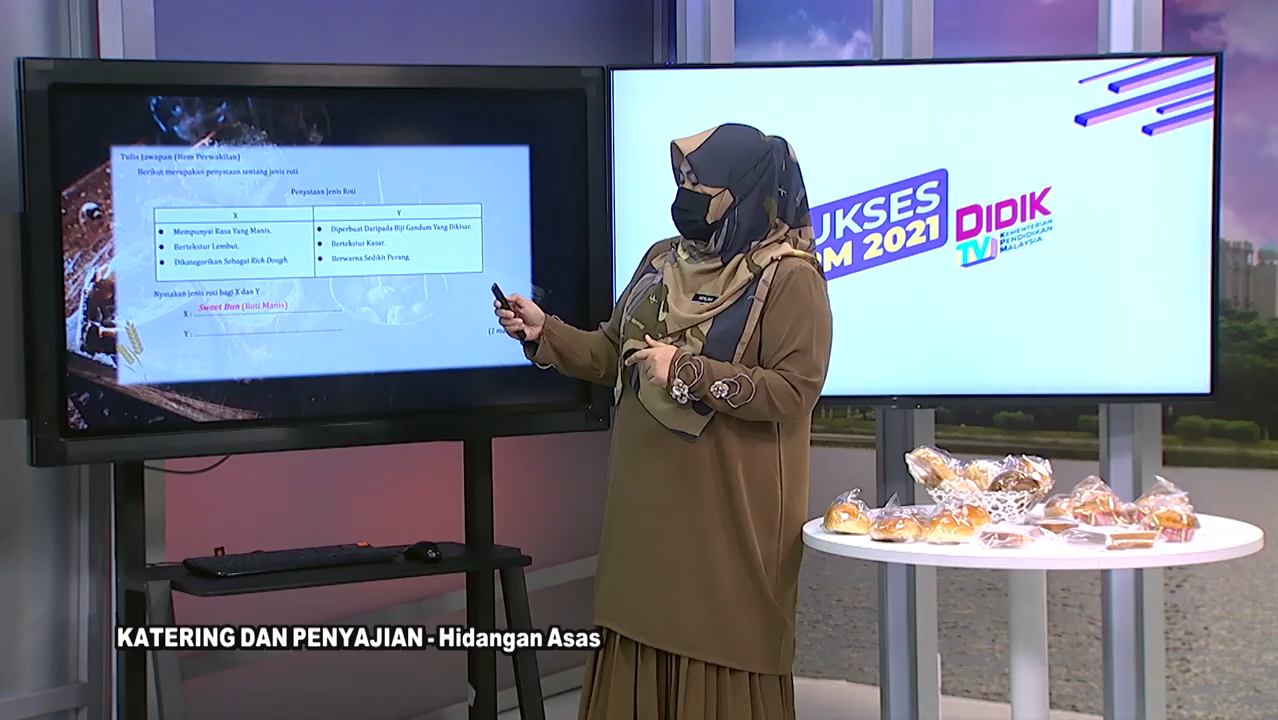 Tulis Jawapan (Item Perwakilan)
Berikut merupakan penyataan tentang jenis roti
Penyataan Jenis Roti
X
Y
● Mempunyai Rasa Yang Manis.
● Bertekstur Lembut.
● Dikategorikan Sebagai Rich Dough.
● Diperbuat Daripada Biji Gandum Yang Dikisar.
● Bertekstur Kasar.
● Berwarna Sedikit Perang.
Nyatakan jenis roti bagi X dan Y
X : Sweet Bun (Roti Manis)
Y :
UKSES
PM 2021
DIDIK
TV
KEMENTERIAN
PENDIDIKAN
MALAYSIA
KATERING DAN PENYAJIAN - Hidangan Asas